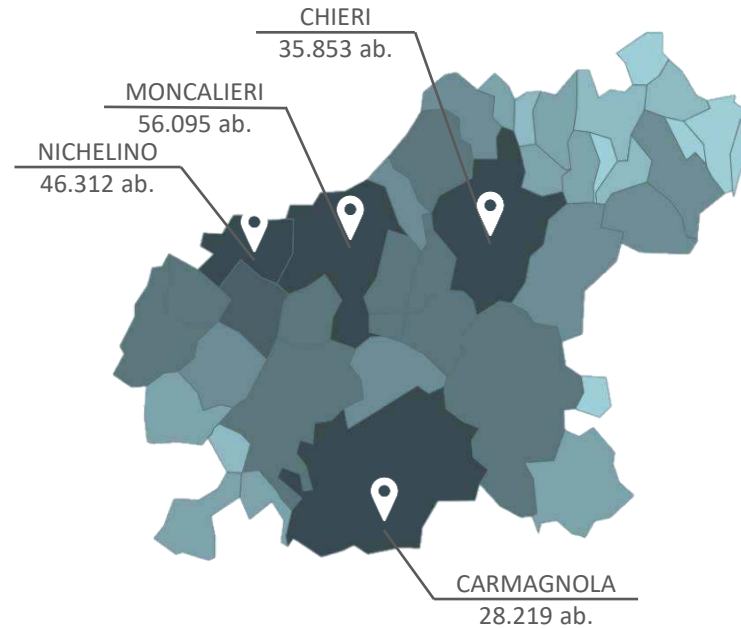 CHIERI
35.853 ab.
MONCALIERI
56.095 ab.
NICHELINO
46.312 ab.
CARMAGNOLA
28.219 ab.